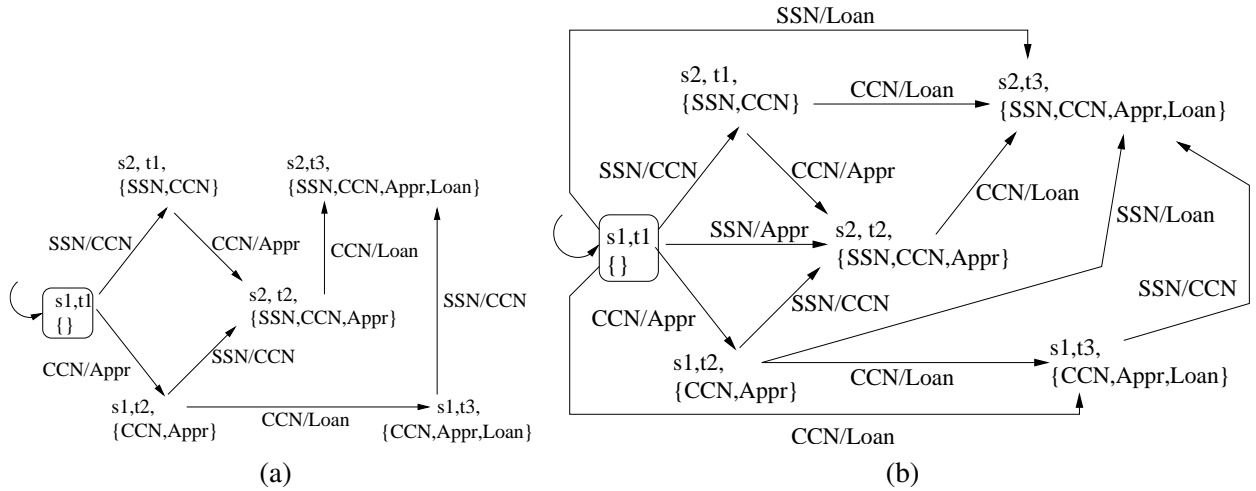 s2, t1,
{SSN,CCN}
s2,t3,
{SSN,CCN,Appr,Loan}
SSN/CCN
CCN/Appr
CCN/Loan
s1,t1
{}
s2, t2,
{SSN,CCN,Appr}
SSN/CCN
CCN/Appr
SSN/CCN
s1,t2,
{CCN,Appr}
CCN/Loan
s1,t3,
{CCN,Appr,Loan}
(a)
SSN/Loan
s2, t1,
{SSN,CCN}
CCN/Loan
s2,t3,
{SSN,CCN,Appr,Loan}
SSN/CCN
CCN/Appr
CCN/Loan
SSN/Loan
s1,t1
{}
SSN/Appr
s2, t2,
{SSN,CCN,Appr}
SSN/CCN
CCN/Appr
SSN/CCN
s1,t2,
{CCN,Appr}
CCN/Loan
s1,t3,
{CCN,Appr,Loan}
CCN/Loan
(b)